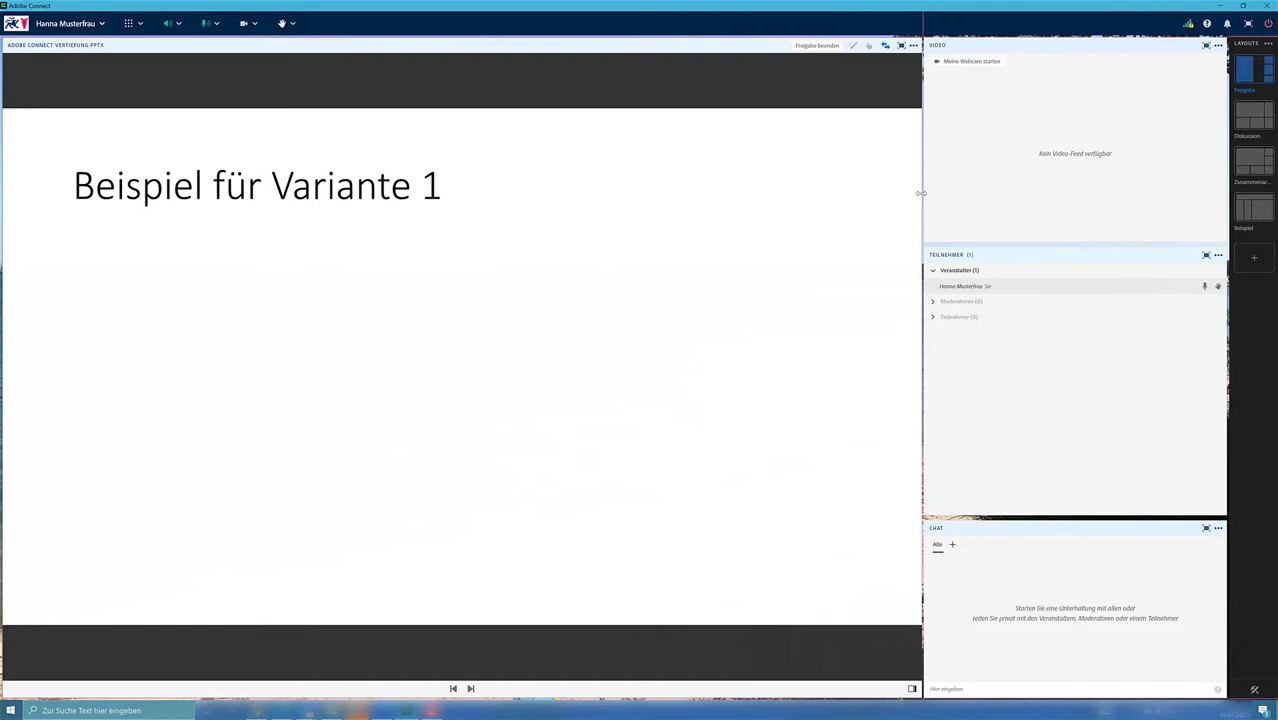 Adobe Connect
Hanna Musterfrau
ADOBE CONNECT VERTIEFUNG.PPTX
Freigabe beenden
Beispiel für Variante 1
VIDEO
Meine Webcam starten
Kein Video-Feed verfügbar
TEILNEHMER (1)
Veranstalter (1)
Hanna Musterfrau Sie
Moderatoren (0)
Teilnehmer (0)
CHAT
Alle
Starten Sie eine Unterhaltung mit allen oder
reden Sie privat mit den Veranstaltern, Moderatoren oder einem Teilnehmer
Hier eingeben
LAYOUTS
Freigabe
Diskussion
Zusammenar...
Beispiel
Zur Suche Text hier eingeben